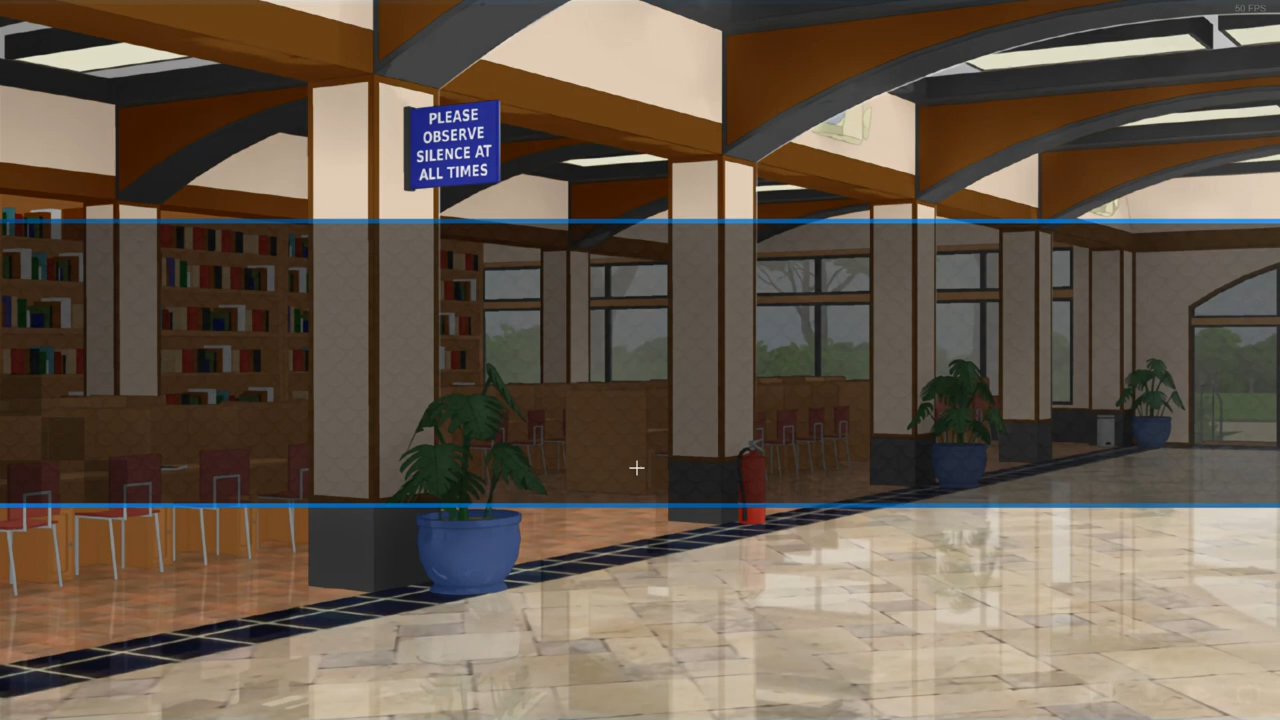 50 FPS
PLEASE
OBSERVE
SILENCE AT
ALL TIMES